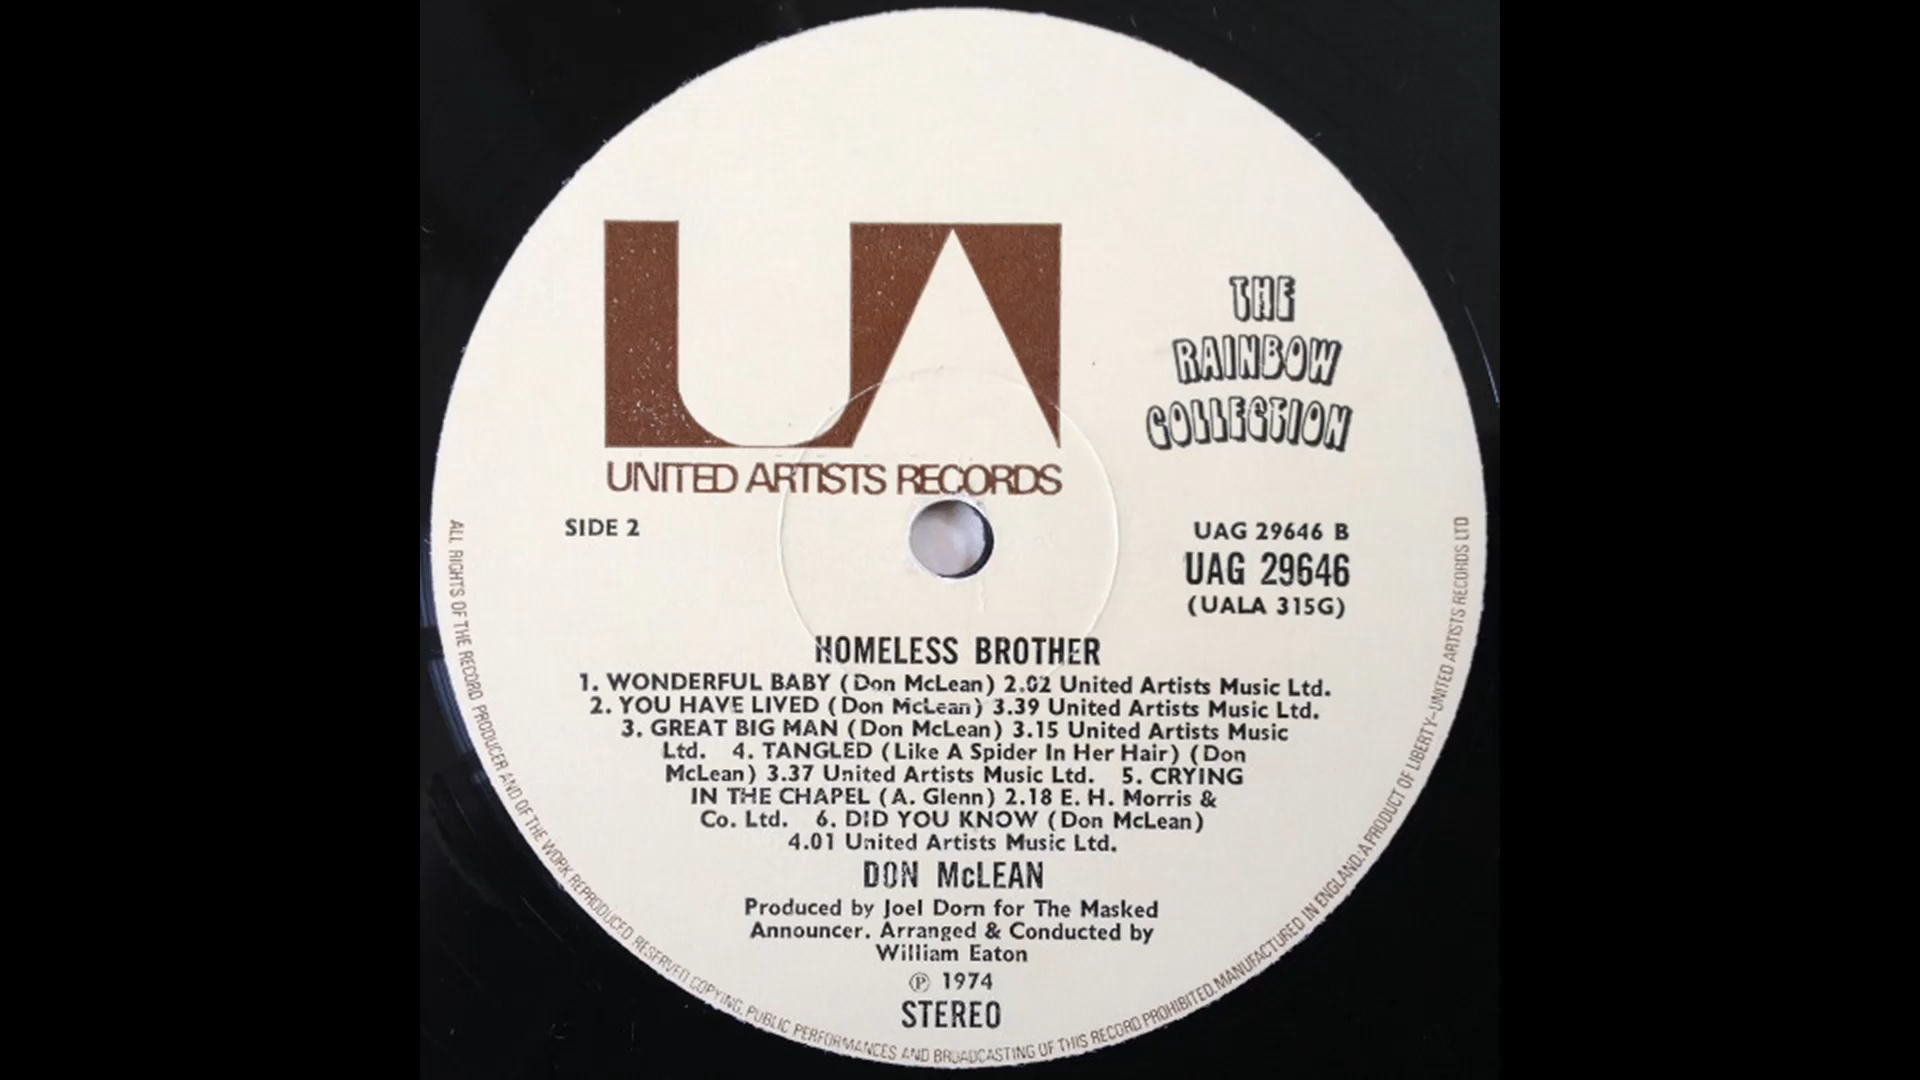 UA
UNITED ARTISTS RECORDS
THE
RAINBOW
COLLECTION
SIDE 2
UAG 29646 B
UAG 29646
(UALA 315G)
HOMELESS BROTHER
1. WONDERFUL BABY (Don McLean) 2.02 United Artists Music Ltd.
2. YOU HAVE LIVED (Don McLean) 3.39 United Artists Music Ltd.
3. GREAT BIG MAN (Don McLean) 3.15 United Artists Music
Ltd. 4. TANGLED (Like A Spider In Her Hair) (Don
McLean) 3.37 United Artists Music Ltd. 5. CRYING
IN THE CHAPEL (A. Glenn) 2.18 E. H. Morris &
Co. Ltd. 6. DID YOU KNOW (Don McLean)
4.01 United Artists Music Ltd.
DON McLEAN
Produced by Joel Dorn for The Masked
Announcer. Arranged & Conducted by
William Eaton
℗ 1974
STEREO
ALL RIGHTS OF THE RECORD PRODUCER AND OF THE WORK REPRODUCED RESERVED. COPYING, PUBLIC PERFORMANCES AND BROADCASTING OF THIS RECORD PROHIBITED. MANUFACTURED IN ENGLAND. A PRODUCT OF LIBERTY-UNITED ARTISTS RECORDS LTD